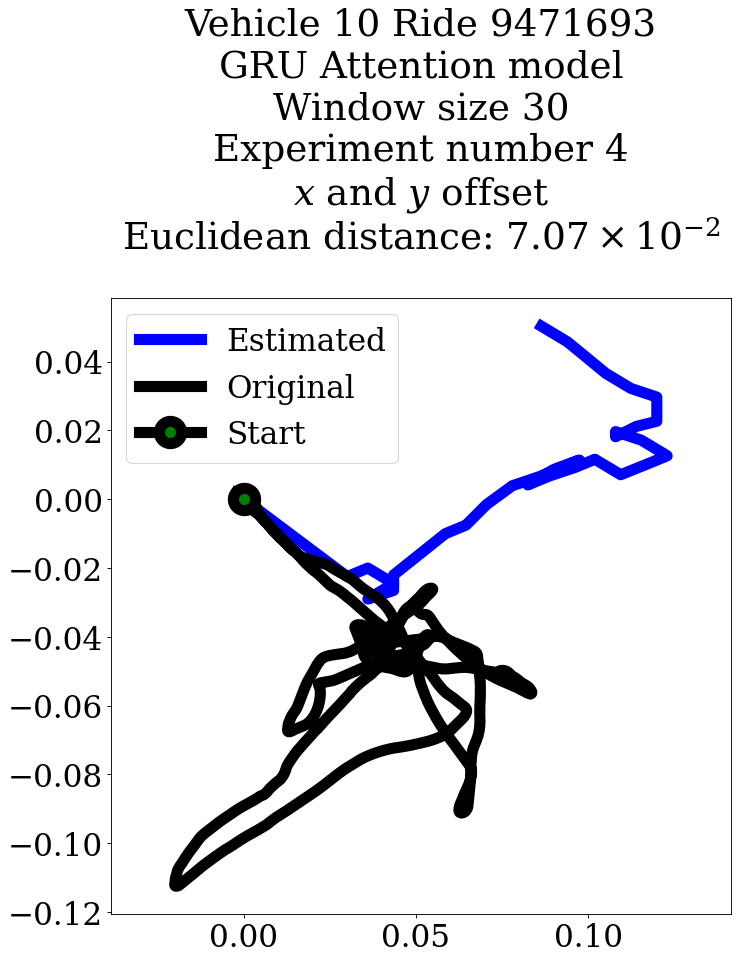 Vehicle 10 Ride 9471693
GRU Attention model
Window size 30
Experiment number 4
x and y offset
Euclidean distance: 7.07 × 10⁻²
Estimated
Original
Start
0.04
0.02
0.00
−0.02
−0.04
−0.06
−0.08
−0.10
−0.12
0.00 0.05 0.10